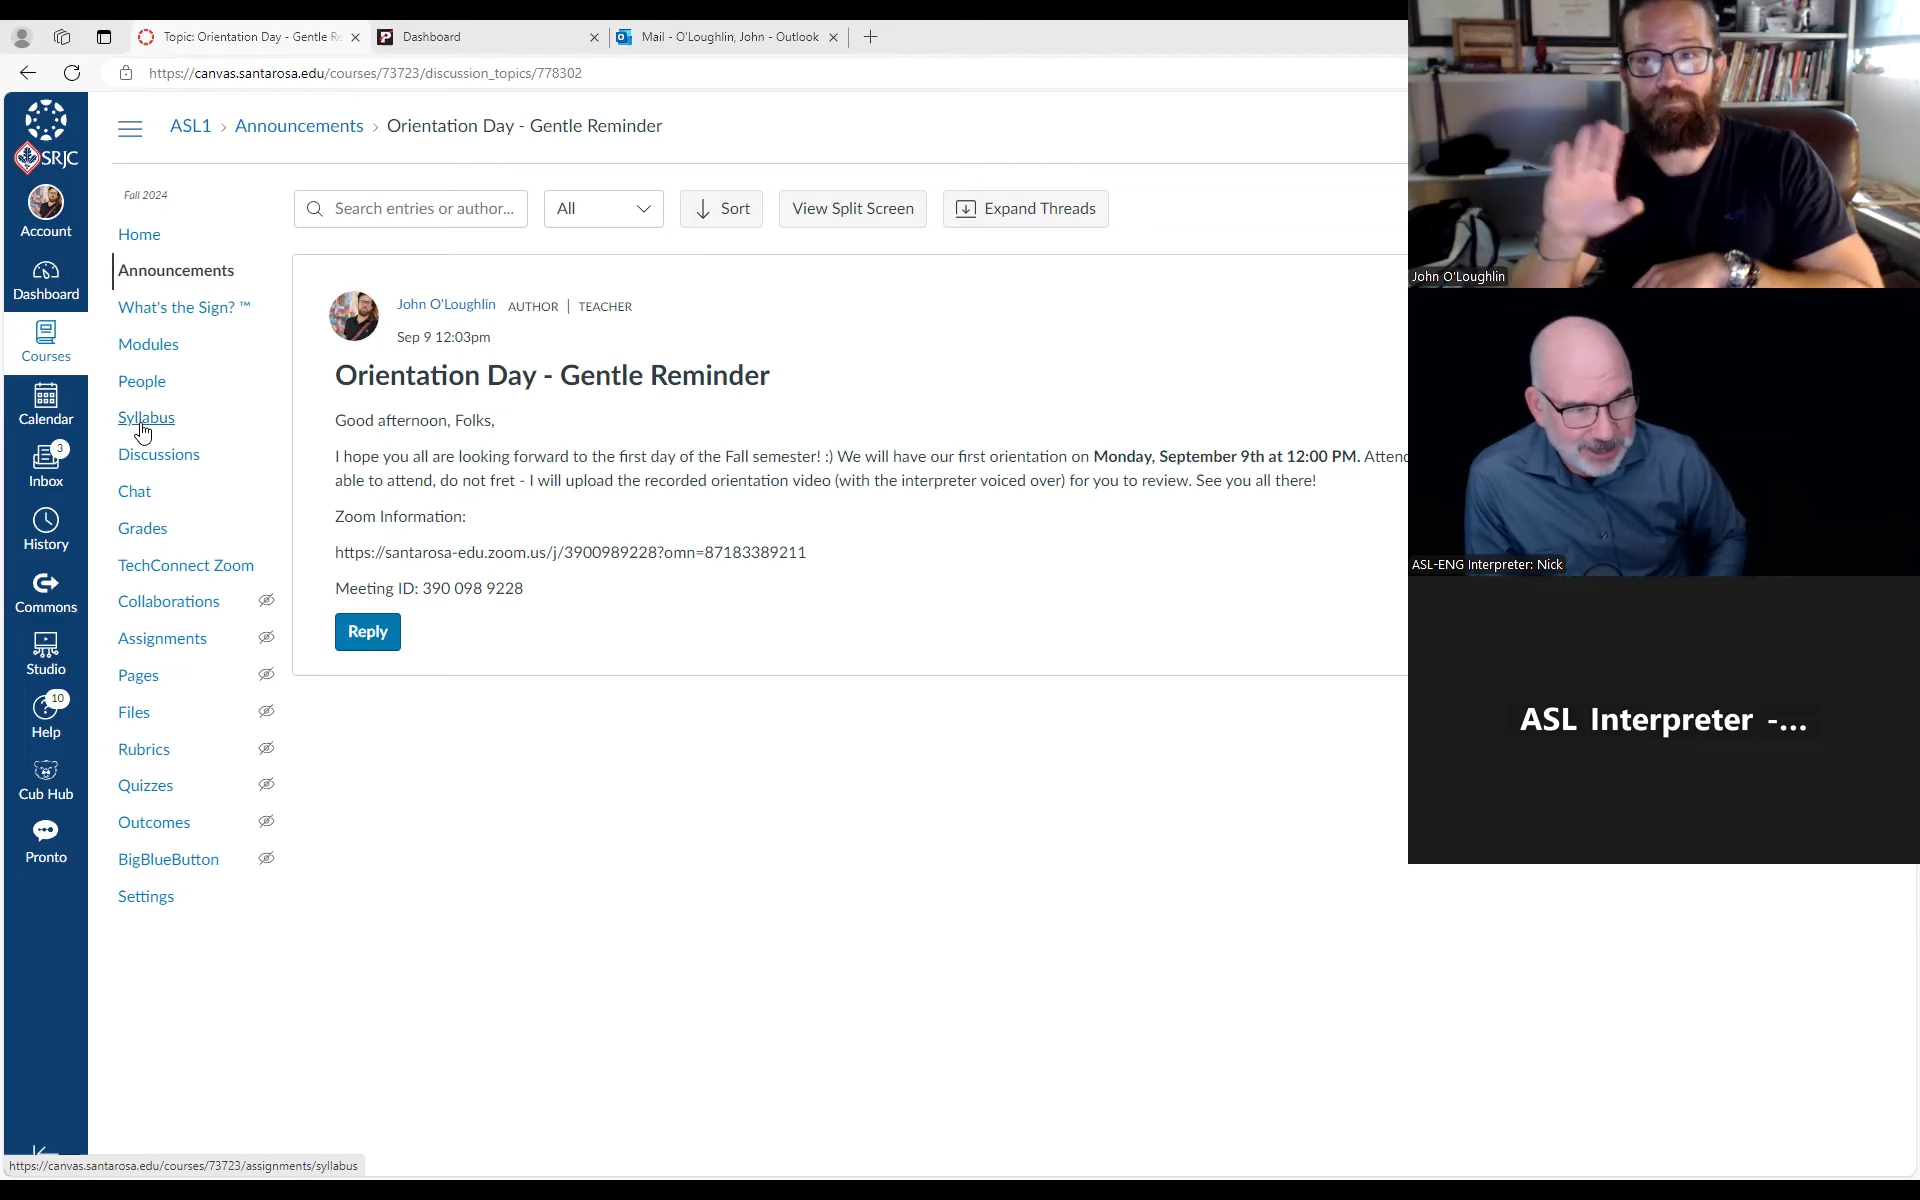 Topic: Orientation Day - Gentle Re
Dashboard
Mail - O'Loughlin, John - Outlook
https://canvas.santarosa.edu/courses/73723/discussion_topics/778302
SRJC
Account
Dashboard
Courses
Calendar
3
Inbox
History
Commons
Studio
10
Help
Cub Hub
Pronto
ASL1 > Announcements > Orientation Day - Gentle Reminder
Fall 2024
Home
Announcements
What's the Sign? ™
Modules
People
Syllabus
Discussions
Chat
Grades
TechConnect Zoom
Collaborations
Assignments
Pages
Files
Rubrics
Quizzes
Outcomes
BigBlueButton
Settings
Search entries or author...
All
Sort
View Split Screen
Expand Threads
John O'Loughlin AUTHOR | TEACHER
Sep 9 12:03pm
Orientation Day - Gentle Reminder
Good afternoon, Folks,
I hope you all are looking forward to the first day of the Fall semester! :) We will have our first orientation on Monday, September 9th at 12:00 PM. Attend
able to attend, do not fret - I will upload the recorded orientation video (with the interpreter voiced over) for you to review. See you all there!
Zoom Information:
https://santarosa-edu.zoom.us/j/3900989228?omn=87183389211
Meeting ID: 390 098 9228
Reply
John O'Loughlin
ASL-ENG Interpreter: Nick
ASL Interpreter -...
https://canvas.santarosa.edu/courses/73723/assignments/syllabus